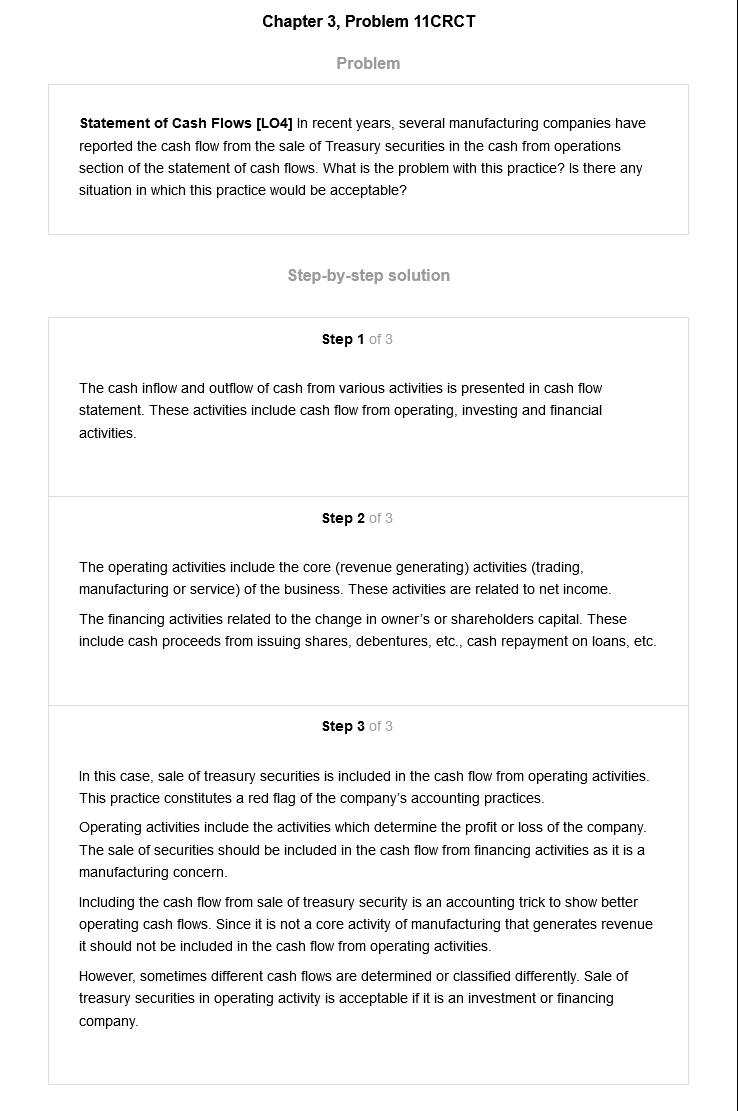 Chapter 3, Problem 11CRCT
Problem
Statement of Cash Flows [LO4] In recent years, several manufacturing companies have
reported the cash flow from the sale of Treasury securities in the cash from operations
section of the statement of cash flows. What is the problem with this practice? Is there any
situation in which this practice would be acceptable?
Step-by-step solution
Step 1 of 3
The cash inflow and outflow of cash from various activities is presented in cash flow
statement. These activities include cash flow from operating, investing and financial
activities.
Step 2 of 3
The operating activities include the core (revenue generating) activities (trading,
manufacturing or service) of the business. These activities are related to net income.
The financing activities related to the change in owner’s or shareholders capital. These
include cash proceeds from issuing shares, debentures, etc., cash repayment on loans, etc.
Step 3 of 3
In this case, sale of treasury securities is included in the cash flow from operating activities.
This practice constitutes a red flag of the company’s accounting practices.
Operating activities include the activities which determine the profit or loss of the company.
The sale of securities should be included in the cash flow from financing activities as it is a
manufacturing concern.
Including the cash flow from sale of treasury security is an accounting trick to show better
operating cash flows. Since it is not a core activity of manufacturing that generates revenue
it should not be included in the cash flow from operating activities.
However, sometimes different cash flows are determined or classified differently. Sale of
treasury securities in operating activity is acceptable if it is an investment or financing
company.